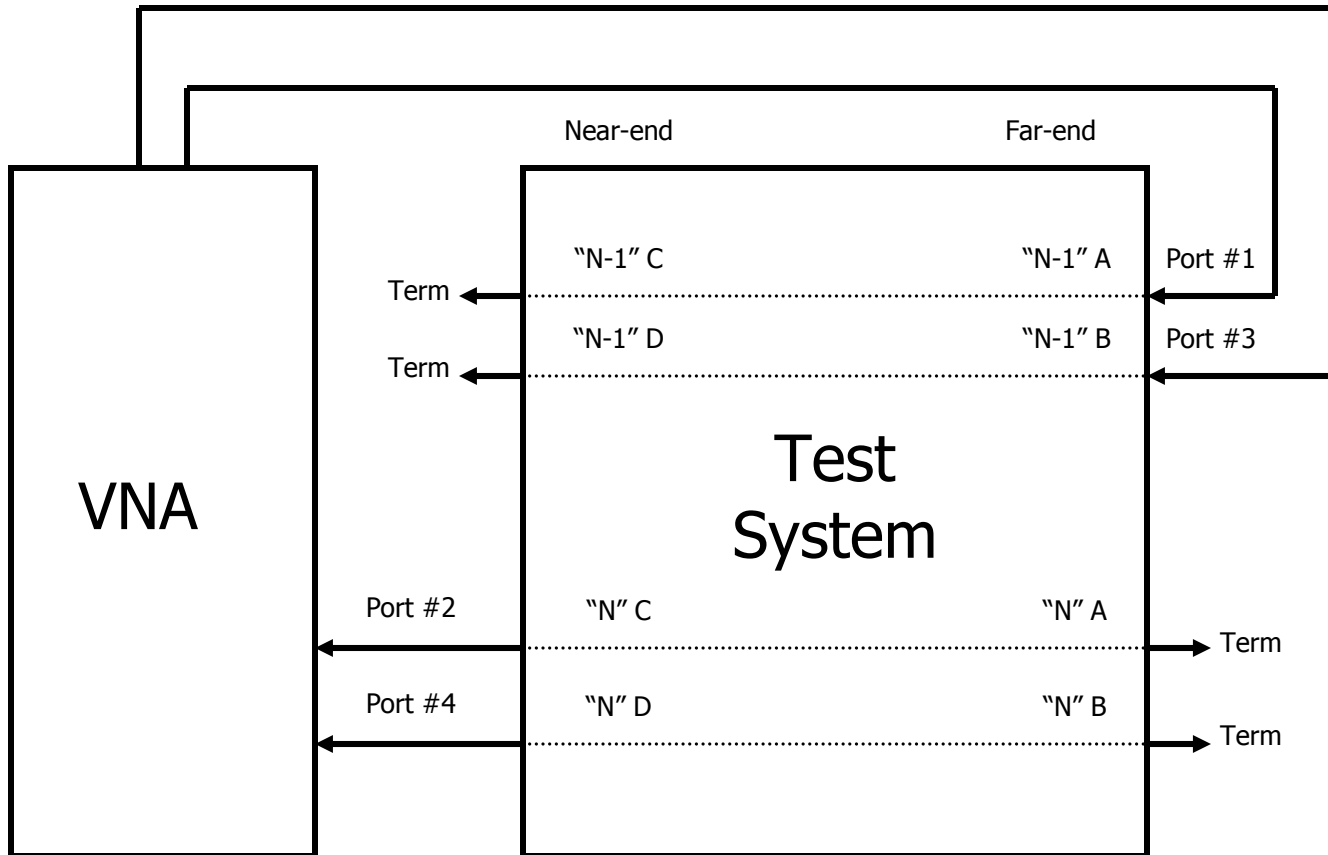 Near-end Far-end
“N-1” C “N-1” A Port #1
Term
“N-1” D “N-1” B Port #3
Term
Test
System
VNA
Port #2 “N” C “N” A
Term
Port #4 “N” D “N” B
Term